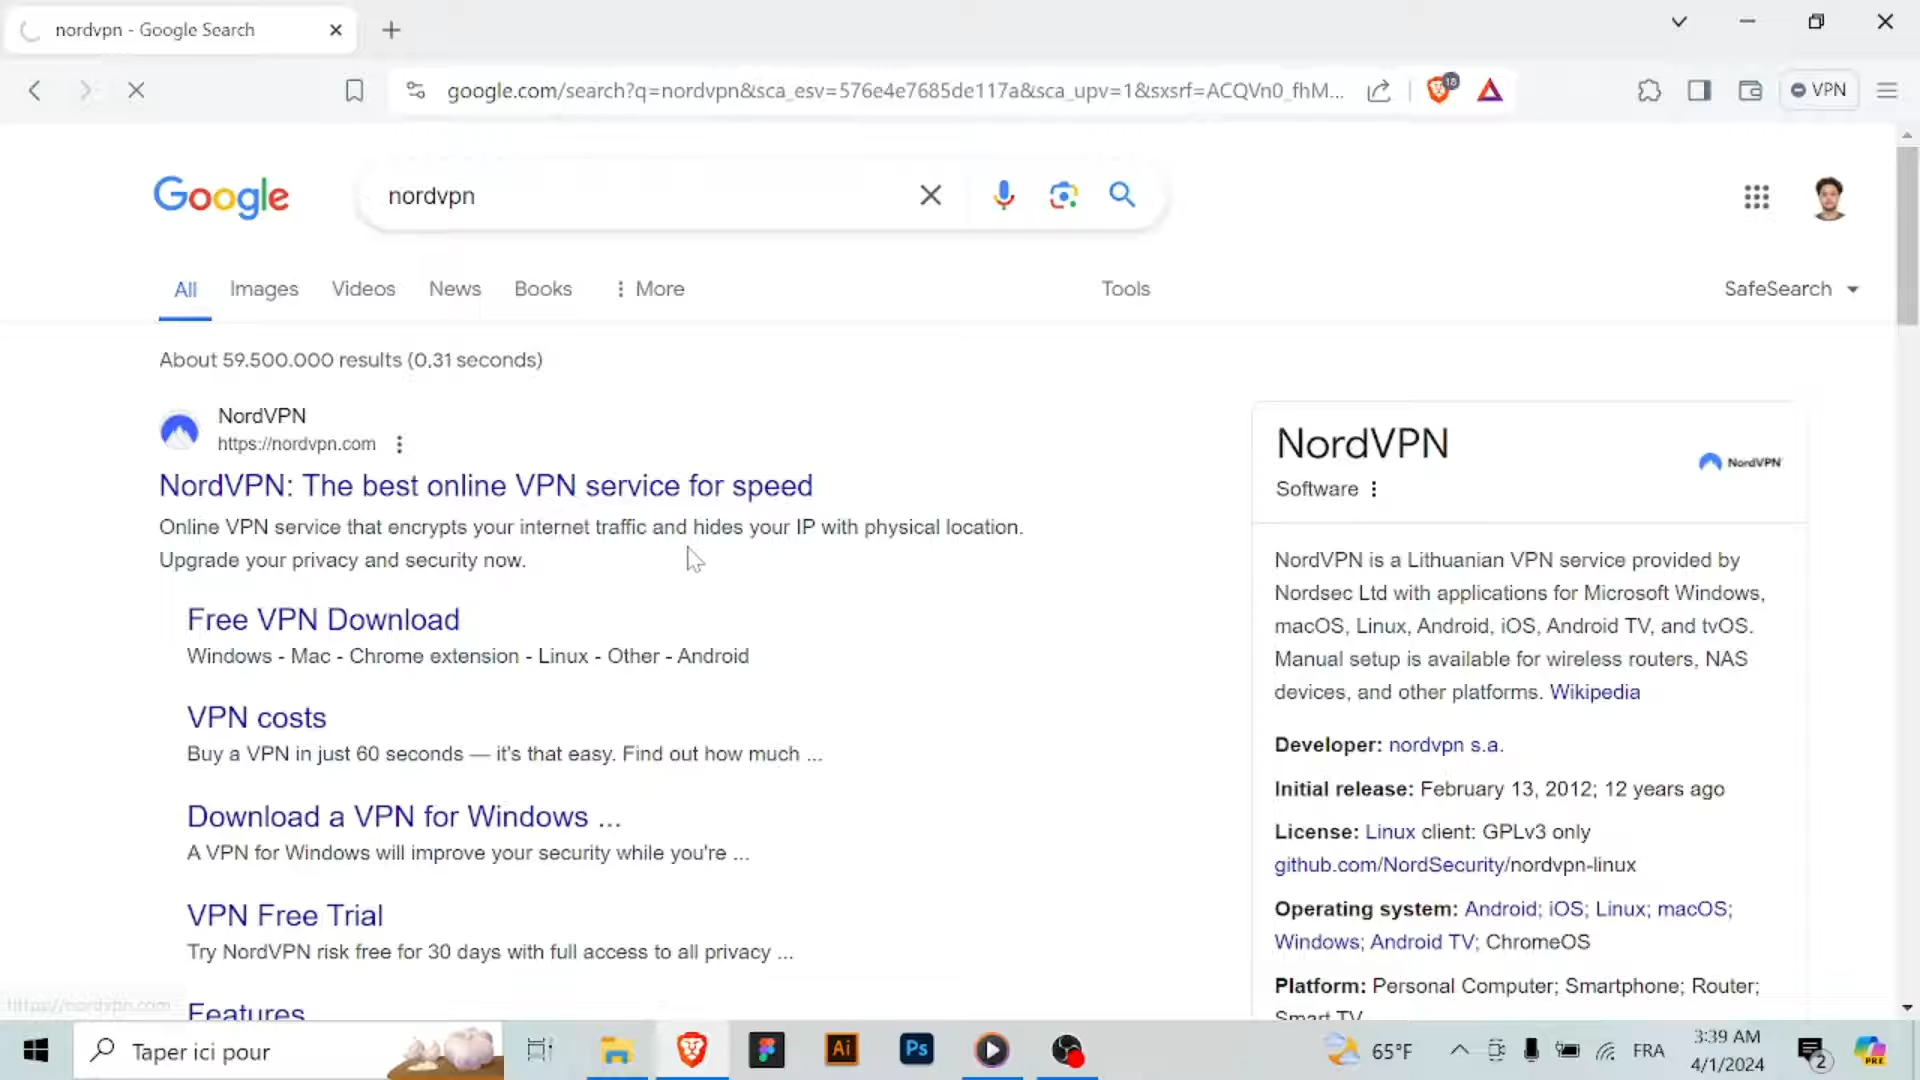 nordvpn - Google Search
google.com/search?q=nordvpn&sca_esv=576e4e7685de117a&sca_upv=1&sxsrf=ACQVn0_fhM...
18
VPN
Google
nordvpn
All
Images
Videos
News
Books
More
Tools
SafeSearch
About 59.500.000 results (0,31 seconds)
NordVPN
https://nordvpn.com
NordVPN: The best online VPN service for speed
Online VPN service that encrypts your internet traffic and hides your IP with physical location.
Upgrade your privacy and security now.
Free VPN Download
Windows - Mac - Chrome extension - Linux - Other - Android
VPN costs
Buy a VPN in just 60 seconds — it's that easy. Find out how much ...
Download a VPN for Windows ...
A VPN for Windows will improve your security while you're ...
VPN Free Trial
Try NordVPN risk free for 30 days with full access to all privacy ...
Features
https://nordvpn.com
NordVPN
NordVPN
Software
NordVPN is a Lithuanian VPN service provided by
Nordsec Ltd with applications for Microsoft Windows,
macOS, Linux, Android, iOS, Android TV, and tvOS.
Manual setup is available for wireless routers, NAS
devices, and other platforms. Wikipedia
Developer: nordvpn s.a.
Initial release: February 13, 2012; 12 years ago
License: Linux client: GPLv3 only
github.com/NordSecurity/nordvpn-linux
Operating system: Android; iOS; Linux; macOS;
Windows; Android TV; ChromeOS
Platform: Personal Computer; Smartphone; Router;
Smart TV
Taper ici pour
Ai
Ps
65°F
FRA
3:39 AM
4/1/2024
2
PRE